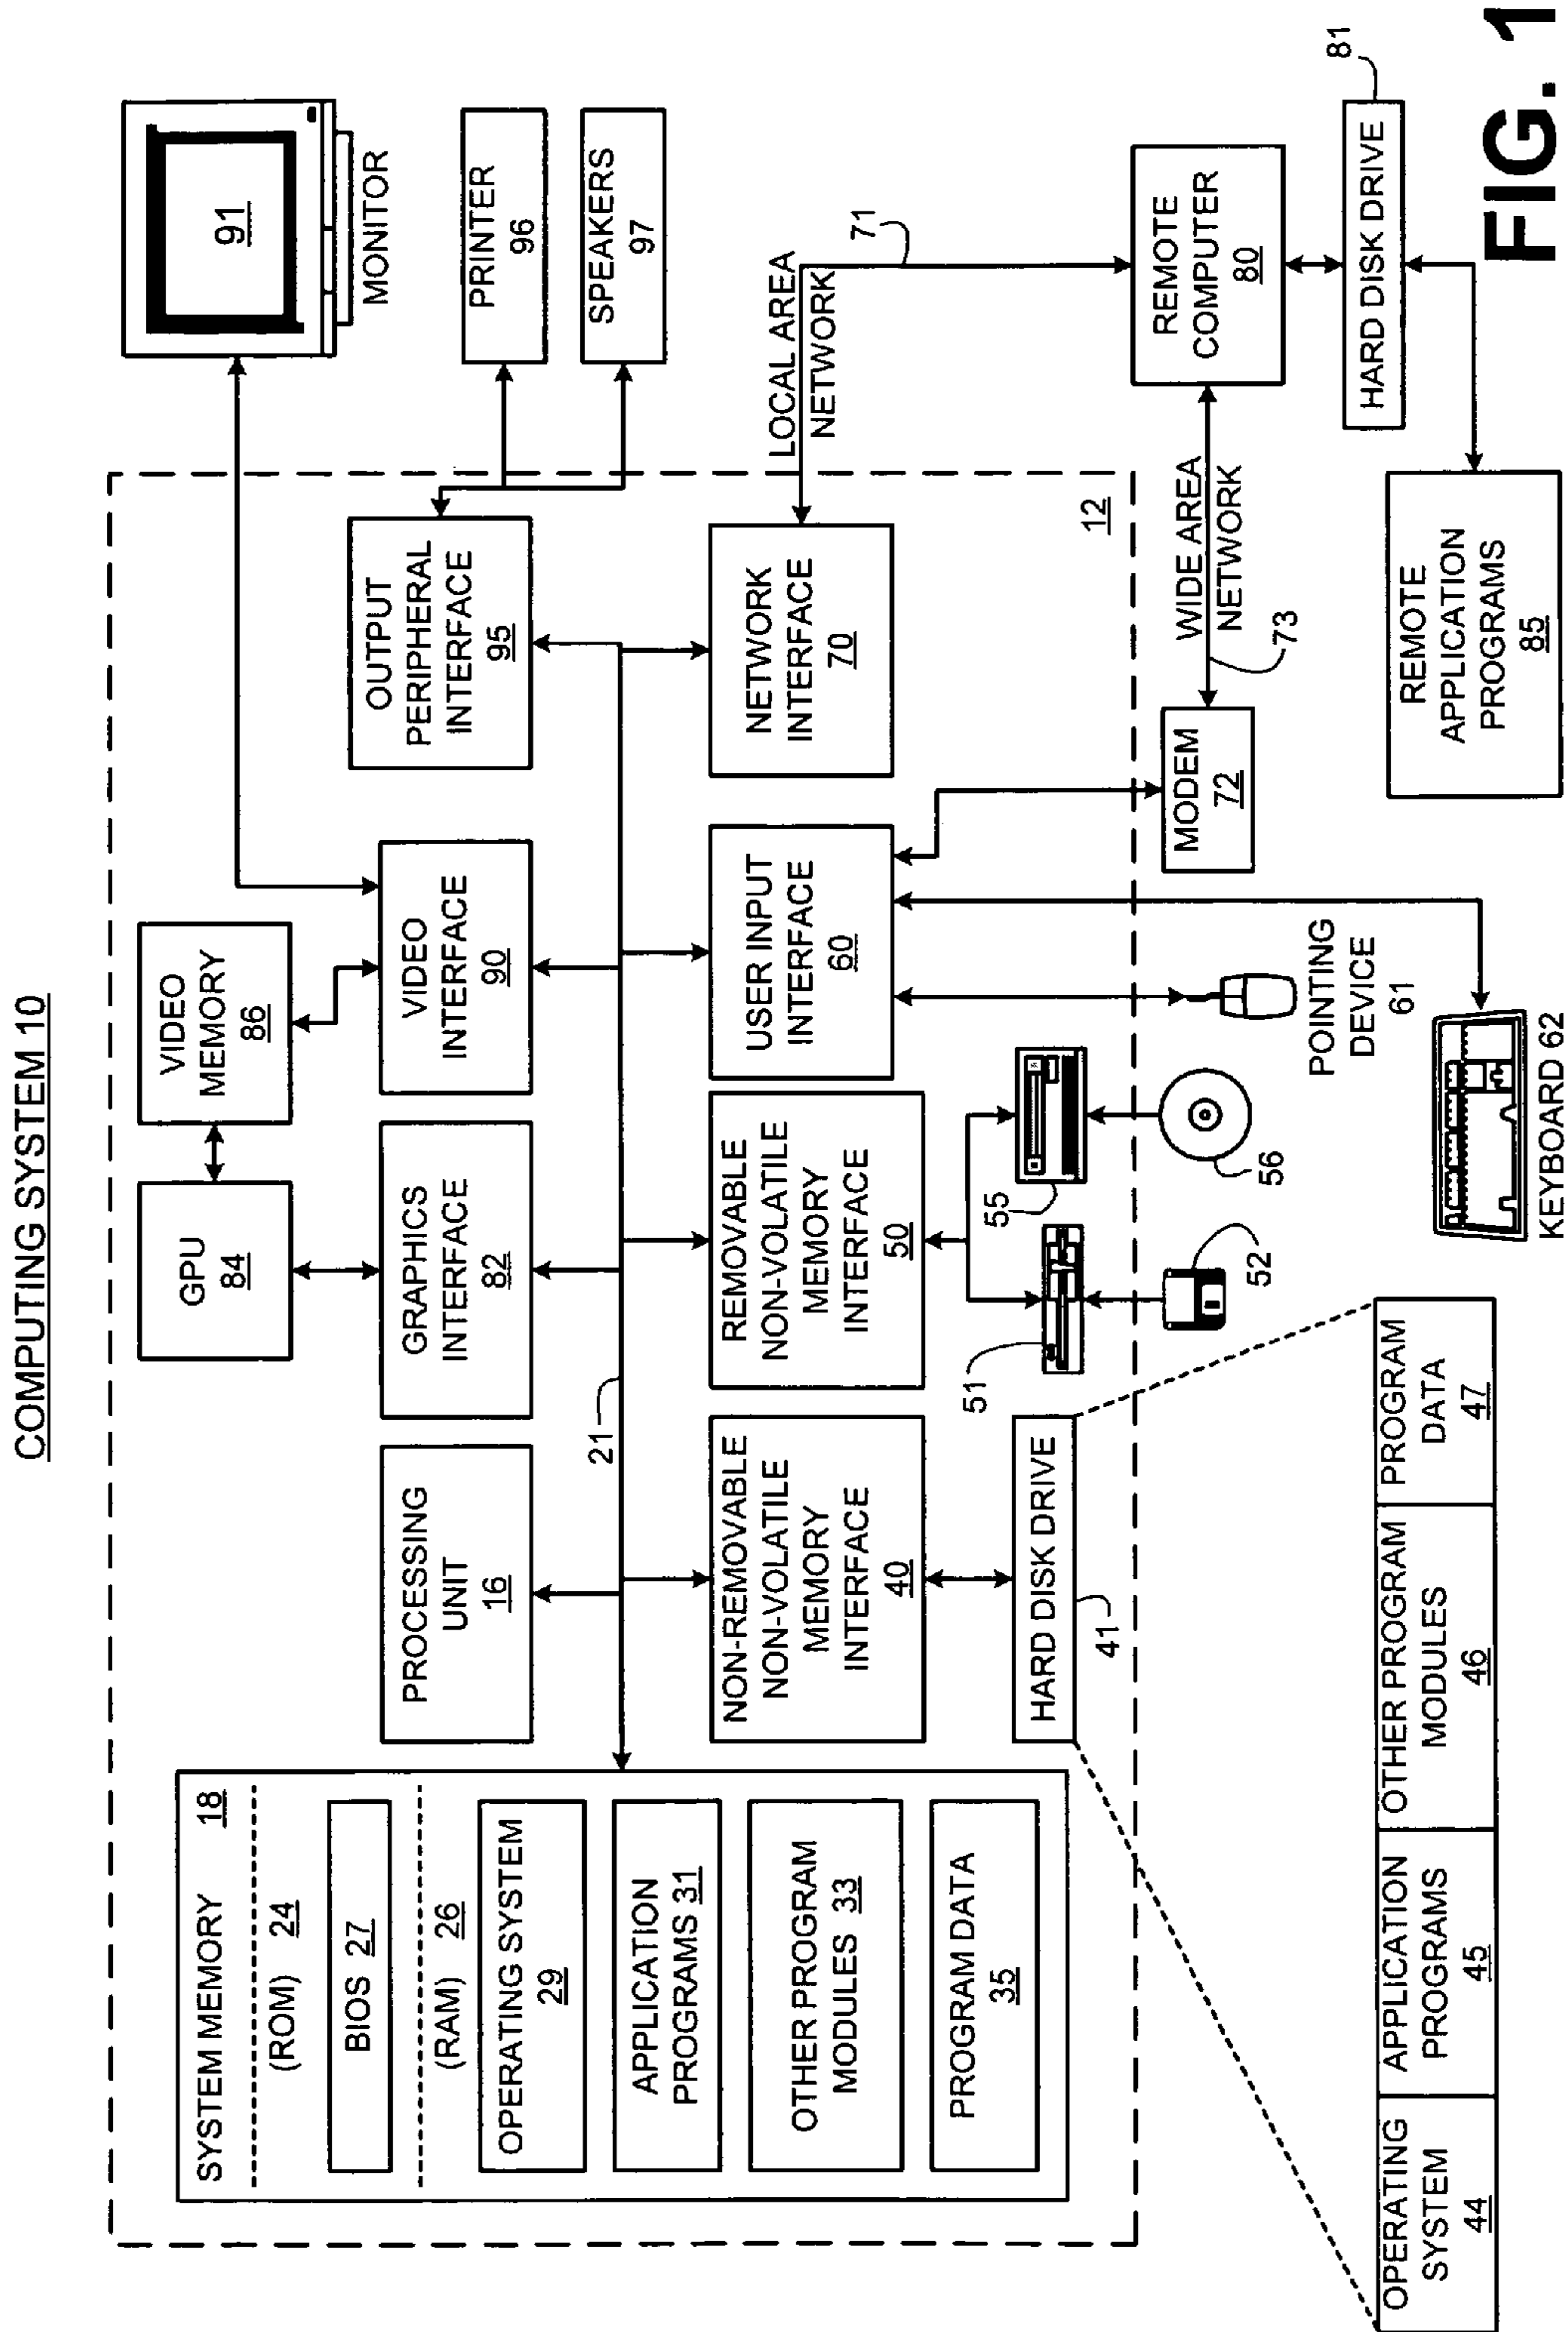 COMPUTING SYSTEM 10
SYSTEM MEMORY 18
(ROM) 24
BIOS 27
(RAM) 26
OPERATING SYSTEM
29
APPLICATION
PROGRAMS 31
OTHER PROGRAM
MODULES 33
PROGRAM DATA
35
PROCESSING
UNIT
16
GPU
84
GRAPHICS
INTERFACE
82
VIDEO
MEMORY
86
VIDEO
INTERFACE
90
OUTPUT
PERIPHERAL
INTERFACE
95
91
MONITOR
PRINTER
96
SPEAKERS
97
21
NON-REMOVABLE
NON-VOLATILE
MEMORY
INTERFACE
40
REMOVABLE
NON-VOLATILE
MEMORY
INTERFACE
50
USER INPUT
INTERFACE
60
NETWORK
INTERFACE
70
LOCAL AREA
NETWORK
71
HARD DISK DRIVE
41
51
52
55
56
12
POINTING
DEVICE
61
KEYBOARD 62
MODEM
72
WIDE AREA
NETWORK
73
REMOTE
COMPUTER
80
HARD DISK DRIVE
81
REMOTE
APPLICATION
PROGRAMS
85
OPERATING
SYSTEM
44
APPLICATION
PROGRAMS
45
OTHER PROGRAM
MODULES
46
PROGRAM
DATA
47
FIG. 1